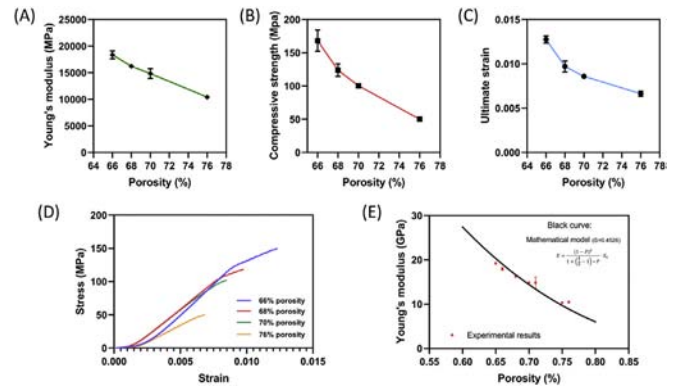 (A)
Young's modulus (MPa)
25000
20000
15000
10000
5000
0
64 66 68 70 72 74 76 78
Porosity (%)
(B)
Compressive strength (Mpa)
200
150
100
50
0
64 66 68 70 72 74 76 78
Porosity (%)
(C)
Ultimate strain
0.015
0.010
0.005
0.000
64 66 68 70 72 74 76 78
Porosity (%)
(D)
Stress (MPa)
200
150
100
50
0
0.000 0.005 0.010 0.015
Strain
66% porosity
68% porosity
70% porosity
76% porosity
(E)
Young's modulus (GPa)
30
20
10
0
0.55 0.60 0.65 0.70 0.75 0.80 0.85
Porosity (%)
Black curve:
Mathematical model
Experimental results